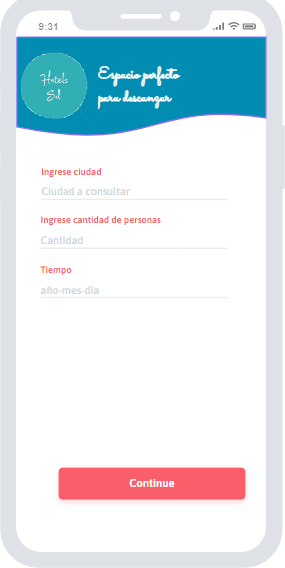 9:31
Hotels
Sol
Espacio perfecto
para descanzar
Ingrese ciudad
Ciudad a consultar
Ingrese cantidad de personas
Cantidad
Tiempo
año-mes-dia
Continue